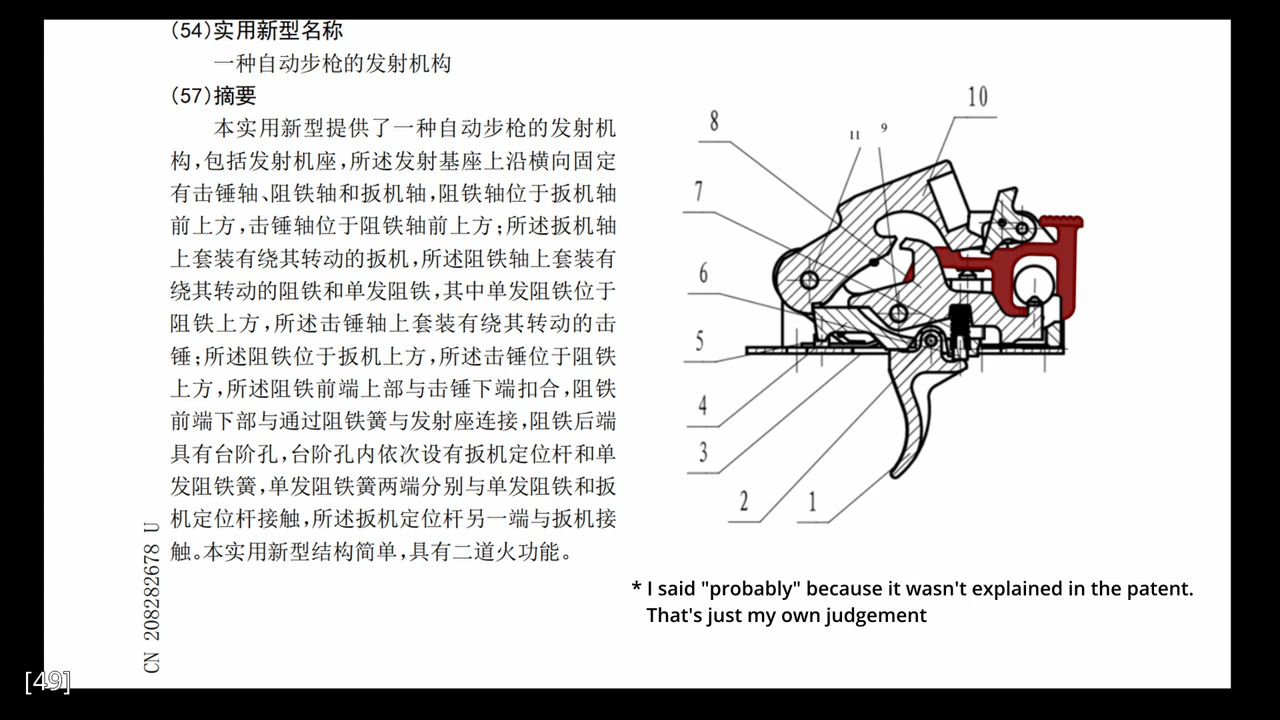 (54)实用新型名称
一种自动步枪的发射机构
(57)摘要
本实用新型提供了一种自动步枪的发射机
构,包括发射机座,所述发射基座上沿横向固定
有击锤轴、阻铁轴和扳机轴,阻铁轴位于扳机轴
前上方,击锤轴位于阻铁轴前上方;所述扳机轴
上套装有绕其转动的扳机,所述阻铁轴上套装有
绕其转动的阻铁和单发阻铁,其中单发阻铁位于
阻铁上方,所述击锤轴上套装有绕其转动的击
锤;所述阻铁位于扳机上方,所述击锤位于阻铁
上方,所述阻铁前端上部与击锤下端扣合,阻铁
前端下部与通过阻铁簧与发射座连接,阻铁后端
具有台阶孔,台阶孔内依次设有扳机定位杆和单
发阻铁簧,单发阻铁簧两端分别与单发阻铁和扳
机定位杆接触,所述扳机定位杆另一端与扳机接
触。本实用新型结构简单,具有二道火功能。
CN 208282678 U
10
8
11
9
7
6
5
4
3
2
1
* I said "probably" because it wasn't explained in the patent.
That's just my own judgement
[49]